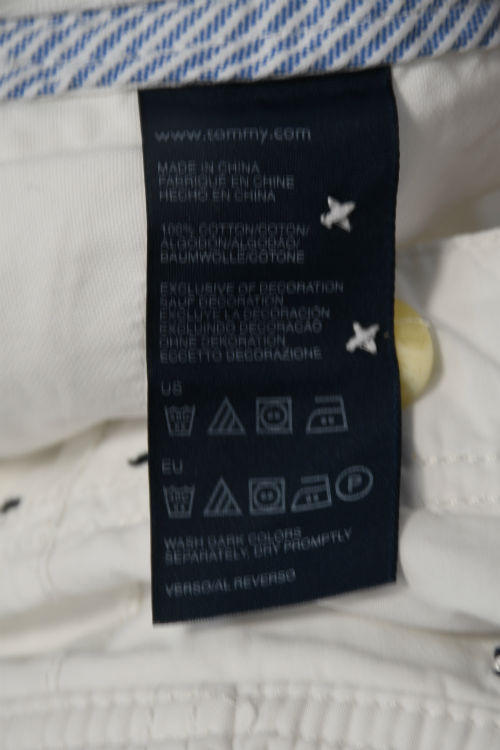 www.tommy.com
MADE IN CHINA
FABRIQUÉ EN CHINE
HECHO EN CHINA
100% COTTON/COTON/
ALGODÓN/ALGODÃO/
BAUMWOLLE/COTONE
EXCLUSIVE OF DECORATION
SAUF DÉCORATION
EXCLUYE LA DECORACIÓN
EXCLUINDO DECORAÇÃO
OHNE DEKORATION
ECCETTO DECORAZIONE
US
EU
P
WASH DARK COLORS
SEPARATELY, DRY PROMPTLY
VERSO/AL REVERSO